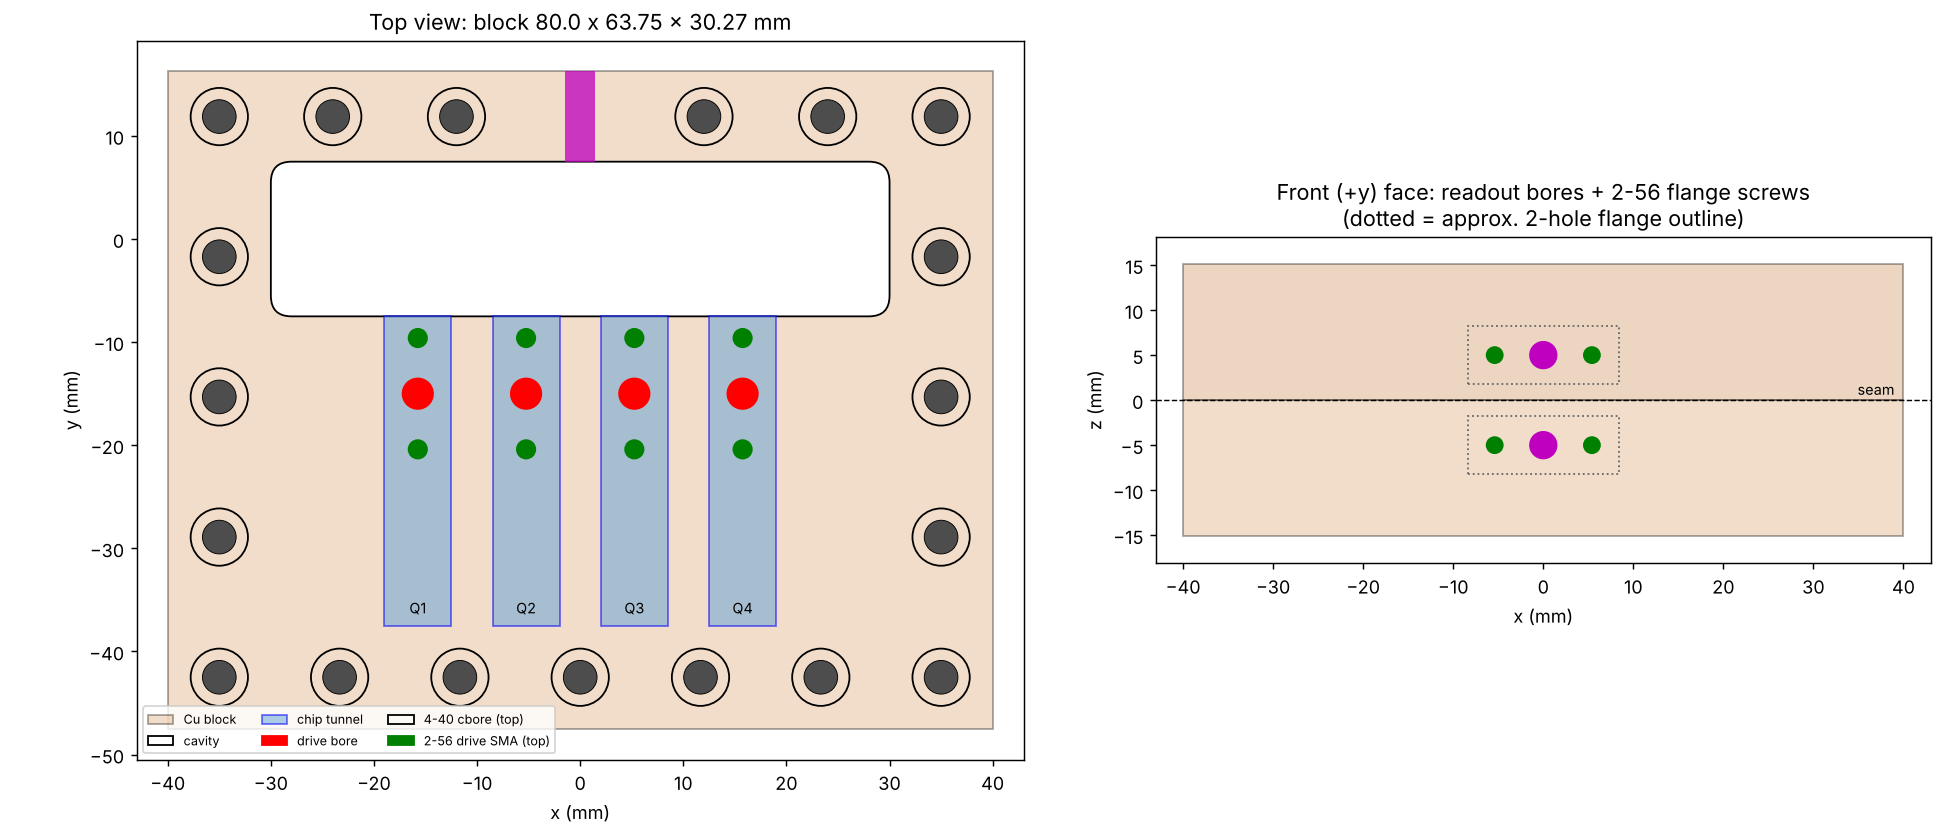 Top view: block 80.0 x 63.75 × 30.27 mm
10
0
−10
−20
−30
−40
−50
y (mm)
Q1
Q2
Q3
Q4
Cu block
cavity
chip tunnel
drive bore
4-40 cbore (top)
2-56 drive SMA (top)
−40
−30
−20
−10
0
10
20
30
40
x (mm)
Front (+y) face: readout bores + 2-56 flange screws
(dotted = approx. 2-hole flange outline)
15
10
5
0
−5
−10
−15
z (mm)
seam
−40
−30
−20
−10
0
10
20
30
40
x (mm)